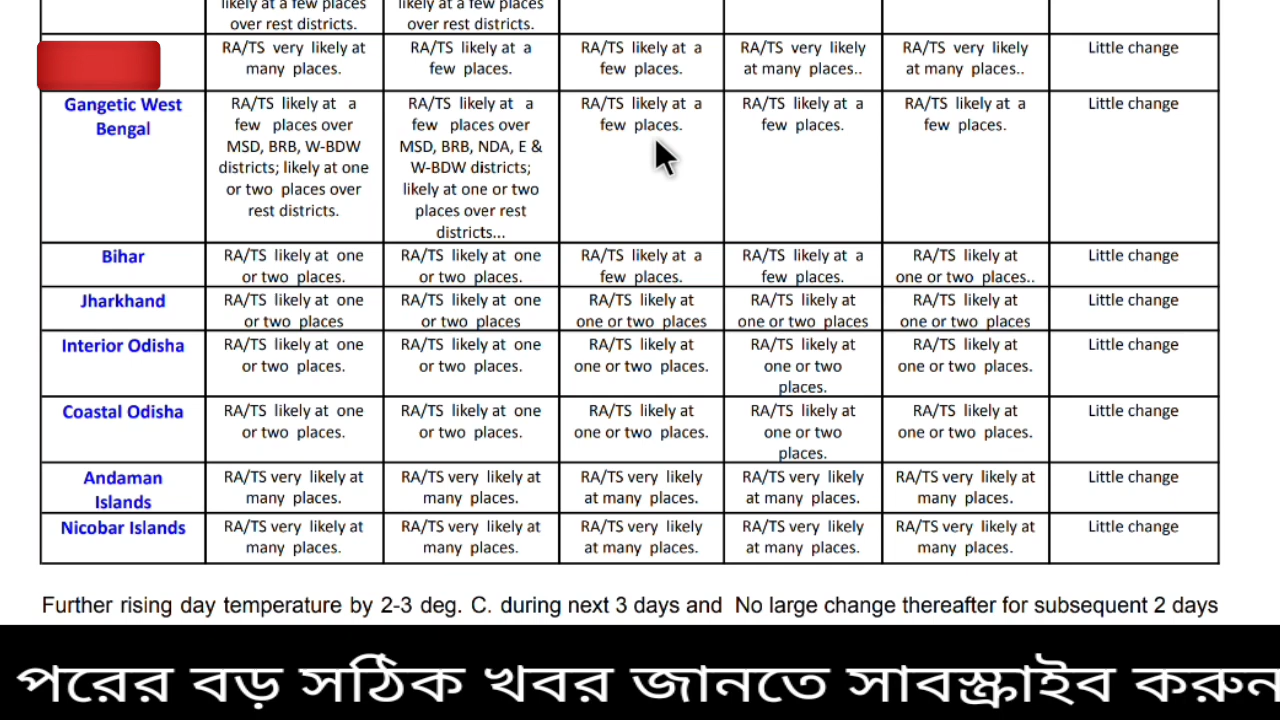 likely at a few places likely at a few places
over rest districts. over rest districts.
RA/TS very likely at many places. RA/TS likely at a few places. RA/TS likely at a few places. RA/TS very likely at many places.. RA/TS very likely at many places.. Little change
Gangetic West Bengal
RA/TS likely at a
few places over
MSD, BRB, W-BDW
districts; likely at one
or two places over
rest districts.
RA/TS likely at a
few places over
MSD, BRB, NDA, E &
W-BDW districts;
likely at one or two
places over rest
districts...
RA/TS likely at a
few places.
RA/TS likely at a
few places.
RA/TS likely at a
few places.
Little change
Bihar
RA/TS likely at one
or two places.
RA/TS likely at one
or two places.
RA/TS likely at a
few places.
RA/TS likely at a
few places.
RA/TS likely at
one or two places..
Little change
Jharkhand
RA/TS likely at one
or two places
RA/TS likely at one
or two places
RA/TS likely at
one or two places
RA/TS likely at
one or two places
RA/TS likely at
one or two places
Little change
Interior Odisha
RA/TS likely at one
or two places.
RA/TS likely at one
or two places.
RA/TS likely at
one or two places.
RA/TS likely at
one or two
places.
RA/TS likely at
one or two places.
Little change
Coastal Odisha
RA/TS likely at one
or two places.
RA/TS likely at one
or two places.
RA/TS likely at
one or two places.
RA/TS likely at
one or two
places.
RA/TS likely at
one or two places.
Little change
Andaman
Islands
RA/TS very likely at
many places.
RA/TS very likely at
many places.
RA/TS very likely
at many places.
RA/TS very likely
at many places.
RA/TS very likely at
many places.
Little change
Nicobar Islands
RA/TS very likely at
many places.
RA/TS very likely at
many places.
RA/TS very likely
at many places.
RA/TS very likely
at many places.
RA/TS very likely at
many places.
Little change
Further rising day temperature by 2-3 deg. C. during next 3 days and No large change thereafter for subsequent 2 days
পরের বড় সঠিক খবর জানতে সাবস্ক্রাইব করুন